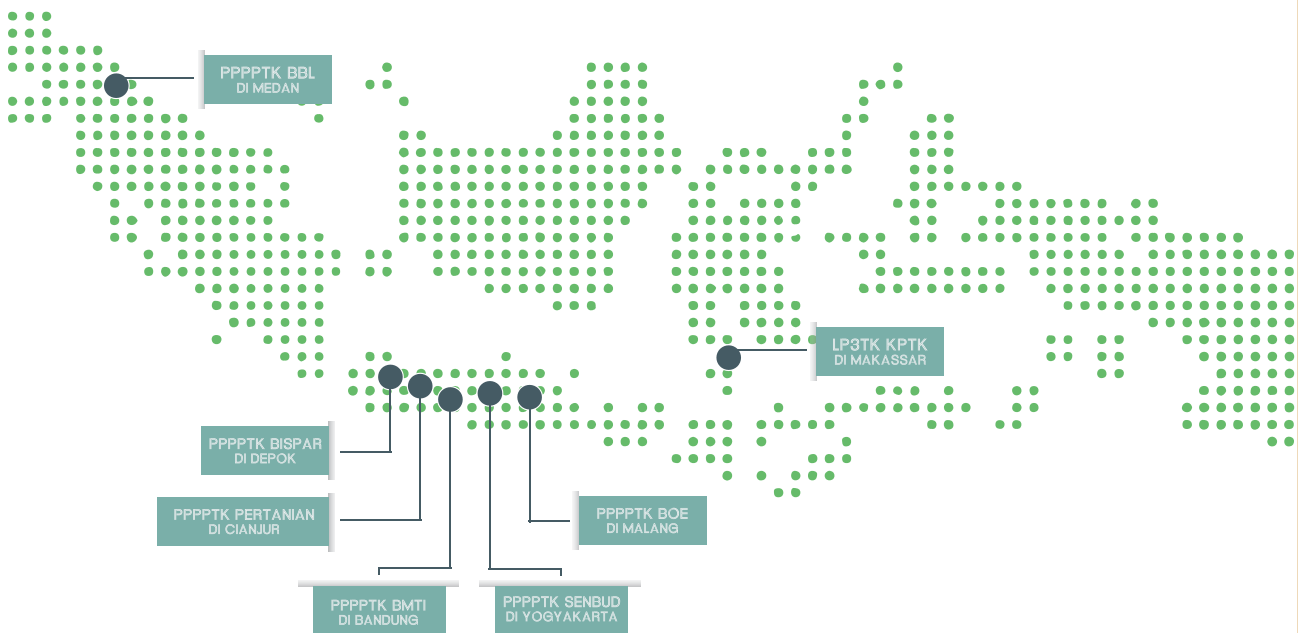 PPPPTK BBL
DI MEDAN
LP3TK KPTK
DI MAKASSAR
PPPPTK BISPAR
DI DEPOK
PPPPTK PERTANIAN
DI CIANJUR
PPPPTK BOE
DI MALANG
PPPPTK BMTI
DI BANDUNG
PPPPTK SENBUD
DI YOGYAKARTA